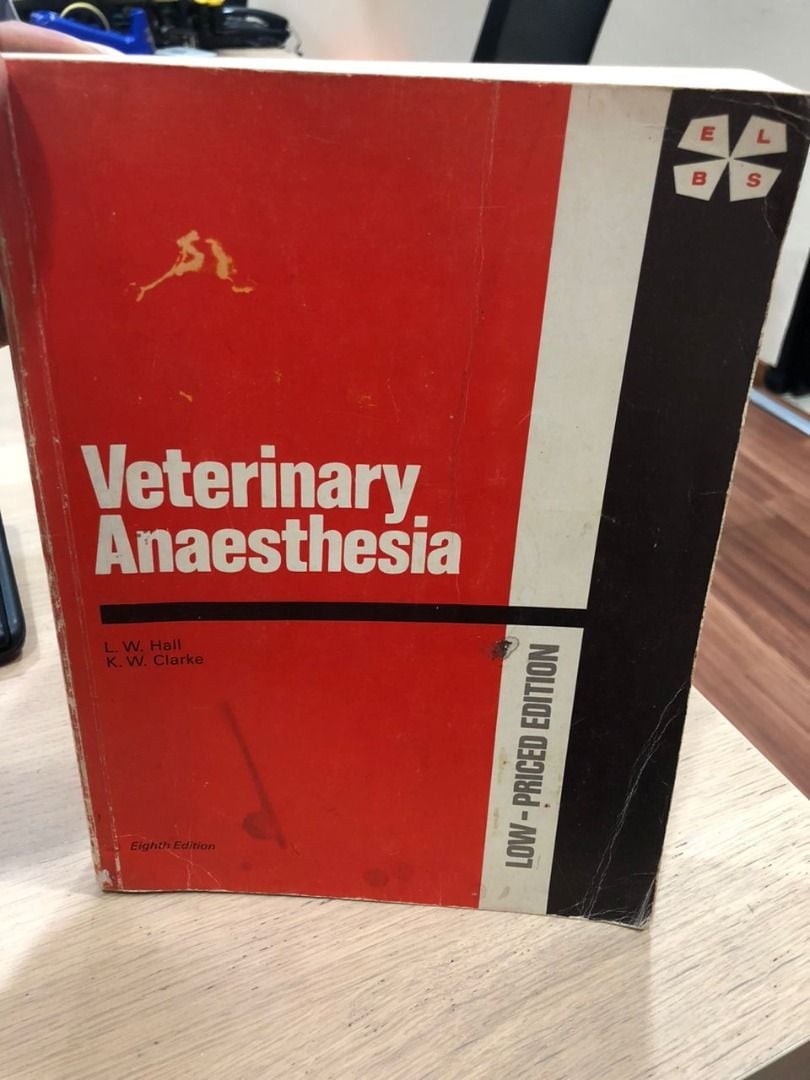 E L
B S
Veterinary
Anaesthesia
L. W. Hall
K. W. Clarke
LOW-PRICED EDITION
Eighth Edition